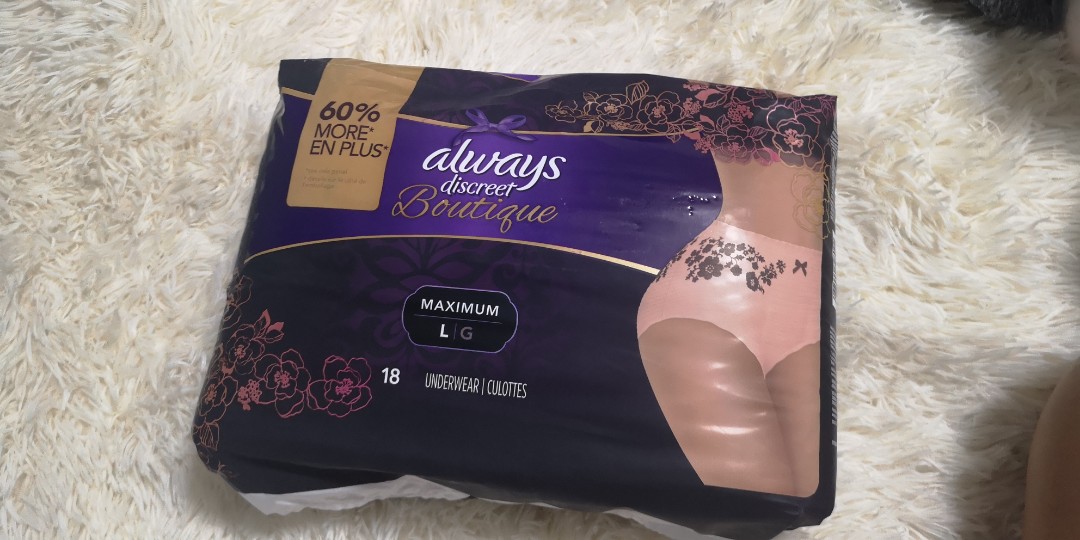 60%
MORE*
EN PLUS*
always
discreet
Boutique
MAXIMUM
L | G
18 UNDERWEAR | CULOTTES